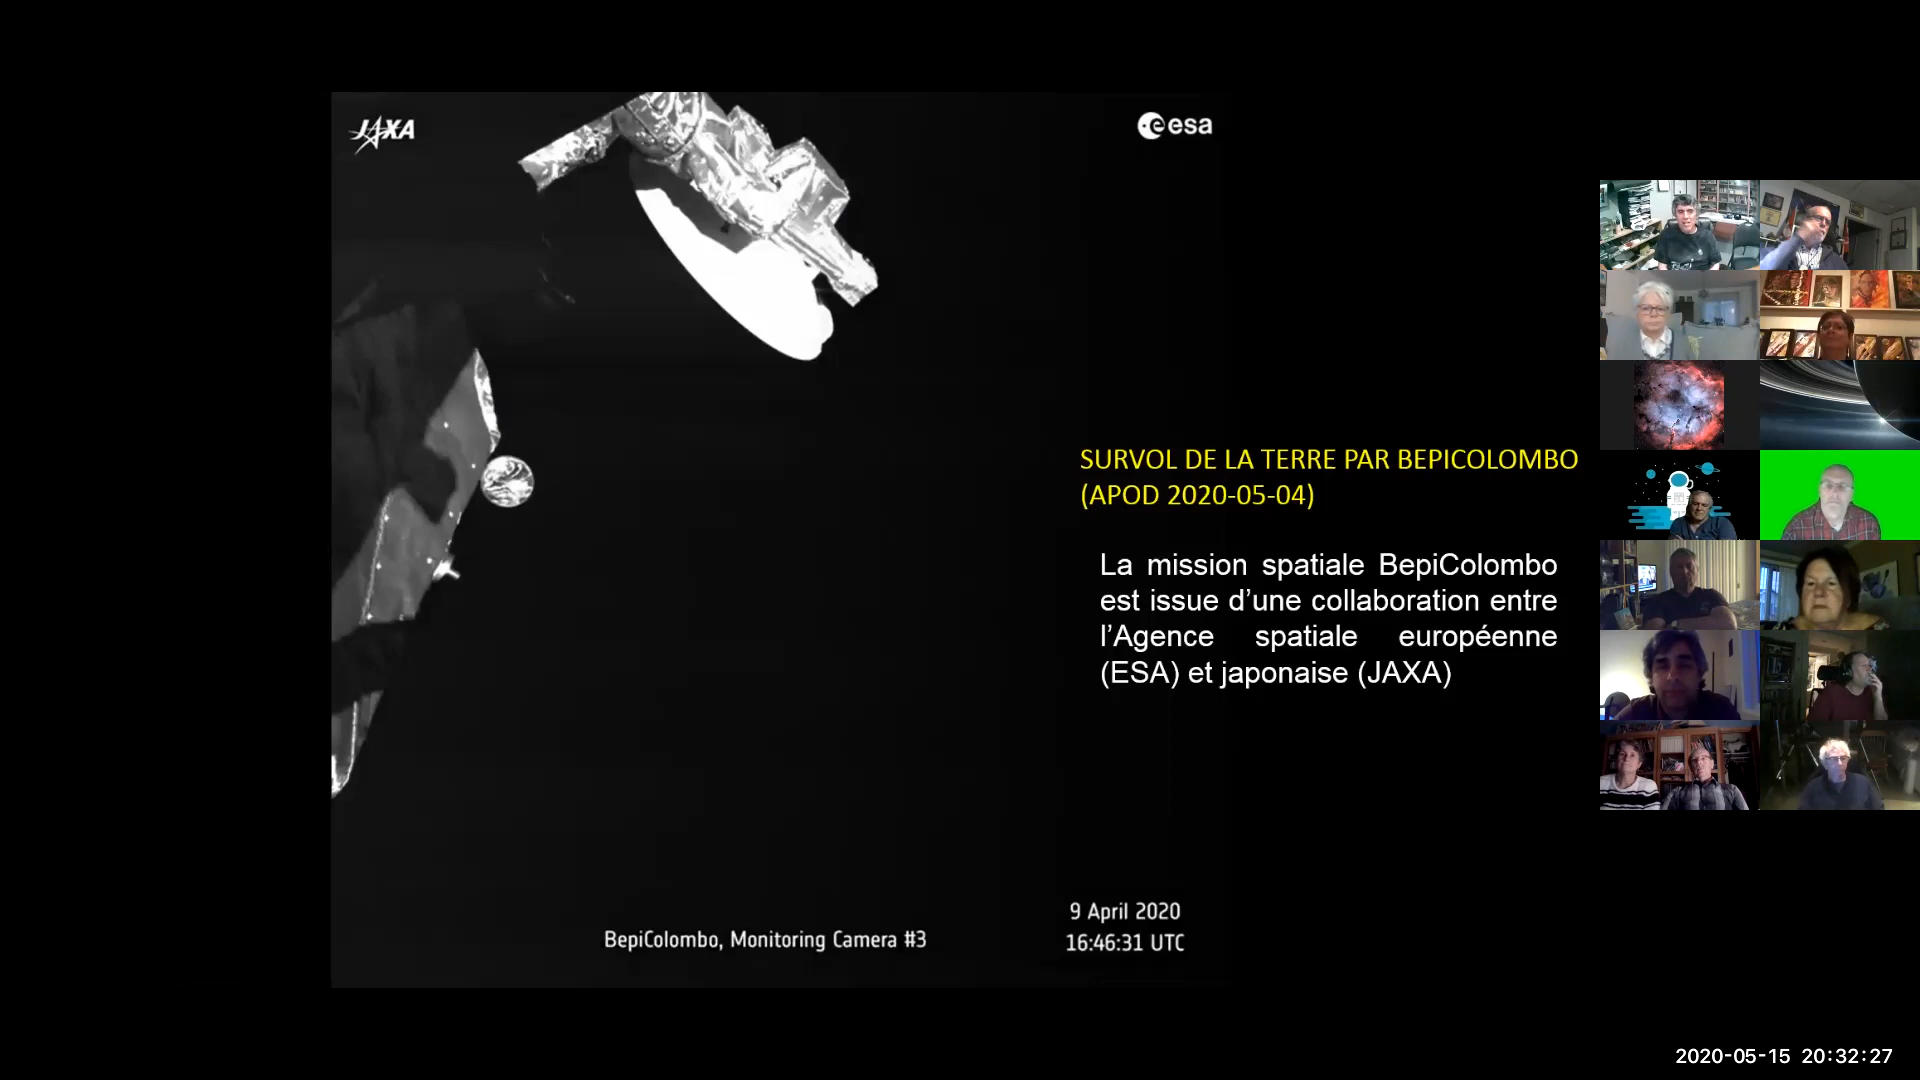 JAXA
esa
SURVOL DE LA TERRE PAR BEPICOLOMBO
(APOD 2020-05-04)
La mission spatiale BepiColombo
est issue d’une collaboration entre
l’Agence spatiale européenne
(ESA) et japonaise (JAXA)
9 April 2020
16:46:31 UTC
BepiColombo, Monitoring Camera #3
2020-05-15 20:32:27